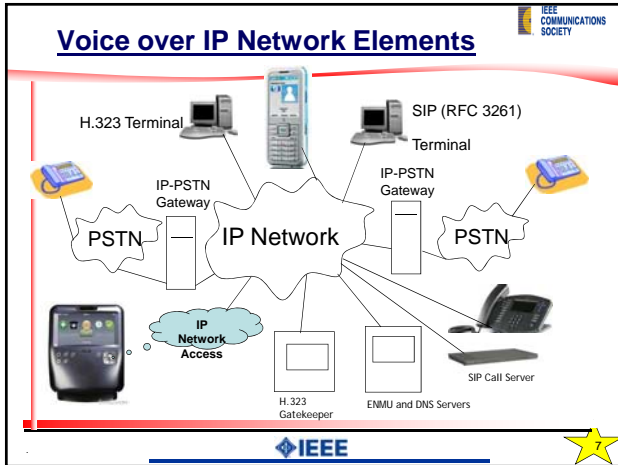 Voice over IP Network Elements
IEEE
COMMUNICATIONS
SOCIETY
H.323 Terminal
SIP (RFC 3261)
Terminal
IP-PSTN
Gateway
IP-PSTN
Gateway
PSTN
IP Network
PSTN
IP
Network
Access
H.323
Gatekeeper
ENMU and DNS Servers
SIP Call Server
IEEE
7